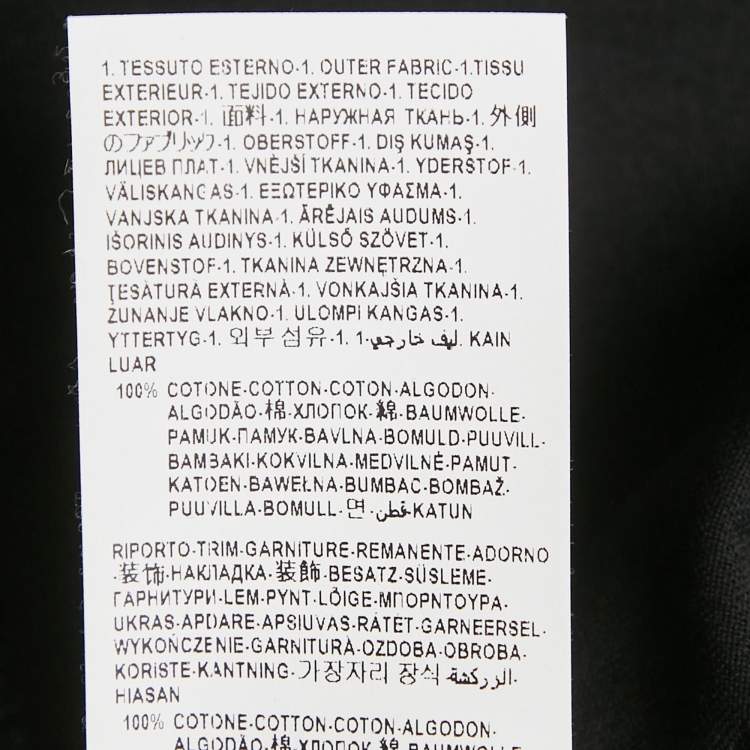 1. TESSUTO ESTERNO-1. OUTER FABRIC-1.TISSU
EXTERIEUR-1. TEJIDO EXTERNO-1. TECIDO
EXTERIOR-1. 面料-1. НАРУЖНАЯ ТКАНЬ-1. 外側
のファブリック-1. OBERSTOFF-1. DIŞ KUMAŞ-1.
ЛИЦЕВ ПЛАТ-1. VNĚJŠÍ TKANINA-1. YDERSTOF-1.
VÄLISKANGAS-1. ΕΞΩΤΕΡΙΚΟ ΥΦΑΣΜΑ-1.
VANJSKA TKANINA-1. ĀRĒJAIS AUDUMS-1.
IŠORINIS AUDINYS-1. KÜLSŐ SZÖVET-1.
BOVENSTOF-1. TKANINA ZEWNĘTRZNA-1.
ŢESĂTURĂ EXTERNĂ-1. VONKAJŠIA TKANINA-1.
ZUNANJE VLAKNO-1. ULOMPI KANGAS-1.
YTTERTYG-1. 외부 섬유-1. 1-ليف خارجي. KAIN
LUAR
100% COTONE-COTTON-COTON-ALGODON-
ALGODÃO-棉-ХЛОПОК-綿-BAUMWOLLE-
PAMUK-ПАМУК-BAVLNA-BOMULD-PUUVILL-
BAMBAKI-KOKVILNA-MEDVILNĖ-PAMUT-
KATOEN-BAWEŁNA-BUMBAC-BOMBAŽ-
PUUVILLA-BOMULL-면-قطن-KATUN
RIPORTO-TRIM-GARNITURE-REMANENTE-ADORNO
-装饰-НАКЛАДКА-装飾-BESATZ-SÜSLEME-
ГАРНИТУРИ-LEM-PYNT-LÕIGE-ΜΠΟΡΝΤΟΥΡΑ-
UKRAS-APDARE-APSIUVAS-RÁTÉT-GARNEERSEL-
WYKOŃCZENIE-GARNITURĂ-OZDOBA-OBROBA-
KORISTE-KANTNING-가장자리 장식-الزركشة-
HIASAN
100% COTONE-COTTON-COTON-ALGODON-
ALGODÃO-棉-ХЛОПОК-綿-BAUMWOLLE-